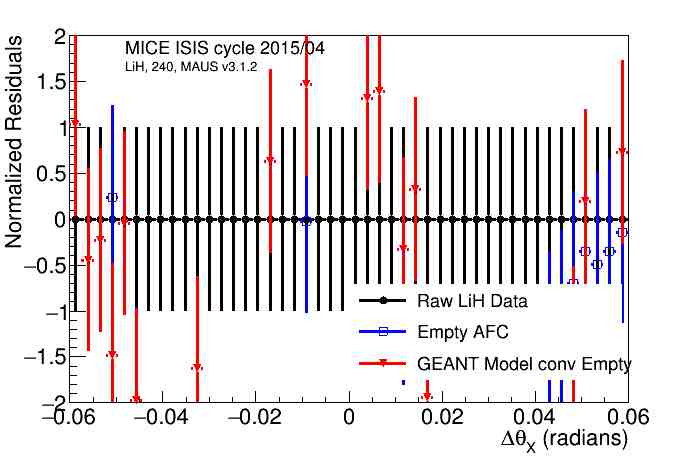 MICE ISIS cycle 2015/04
LiH, 240, MAUS v3.1.2
Normalized Residuals
2
1.5
1
0.5
0
−0.5
−1
−1.5
−2
Raw LiH Data
Empty AFC
GEANT Model conv Empty
−0.06 −0.04 −0.02 0 0.02 0.04 0.06
Δθ_X (radians)